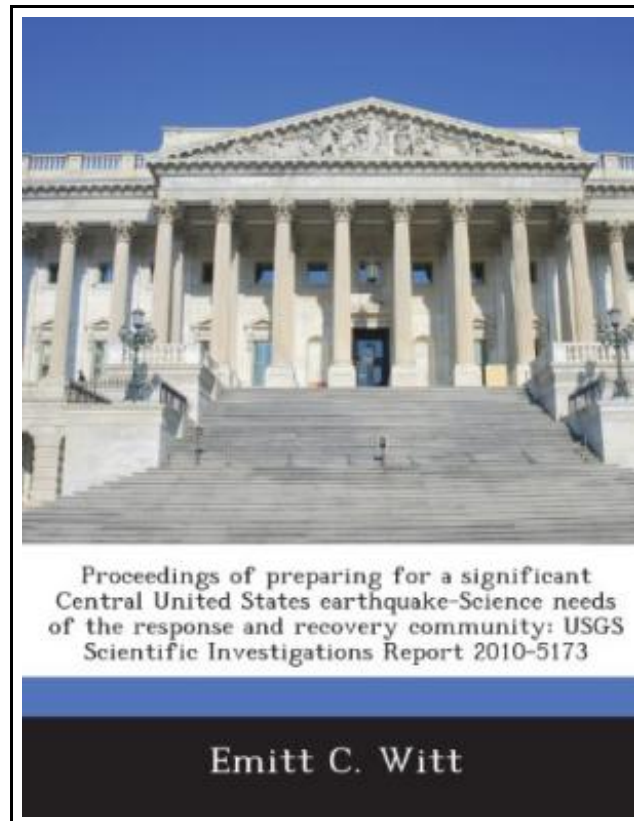 Proceedings of preparing for a significant
Central United States earthquake-Science needs
of the response and recovery community: USGS
Scientific Investigations Report 2010-5173
Emitt C. Witt